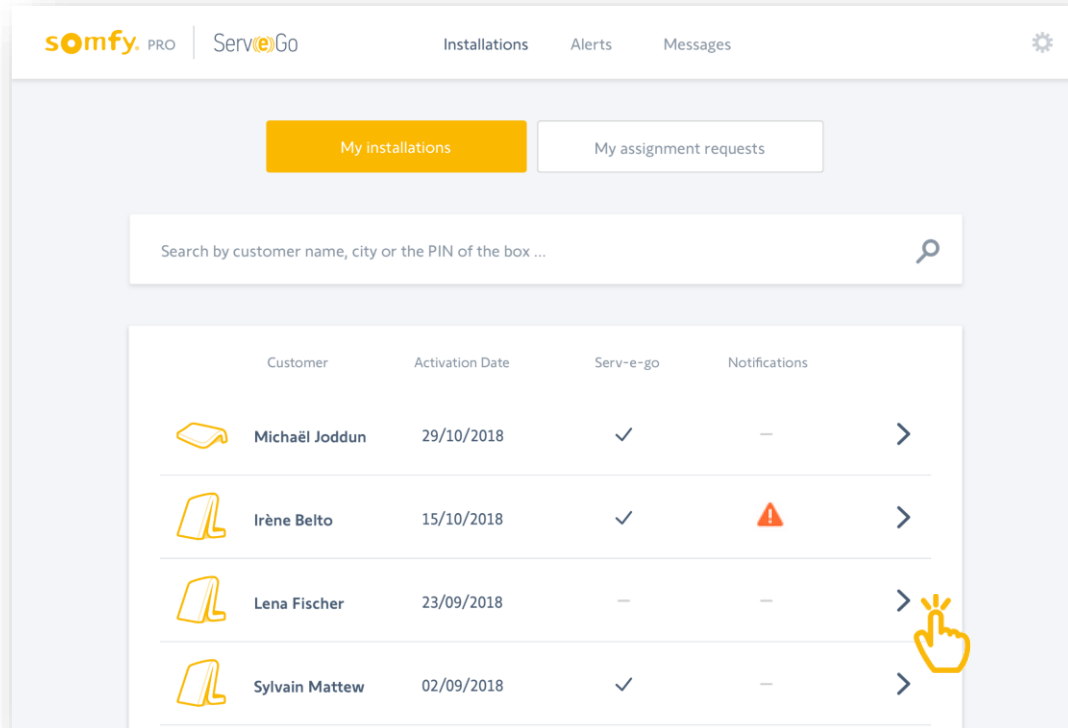 somfy. PRO Serv(e)Go Installations Alerts Messages
My installations My assignment requests
Search by customer name, city or the PIN of the box ...
Customer Activation Date Serv-e-go Notifications
Michaël Joddun 29/10/2018 ✓ –
Irène Belto 15/10/2018 ✓ !
Lena Fischer 23/09/2018 – –
Sylvain Mattew 02/09/2018 ✓ –